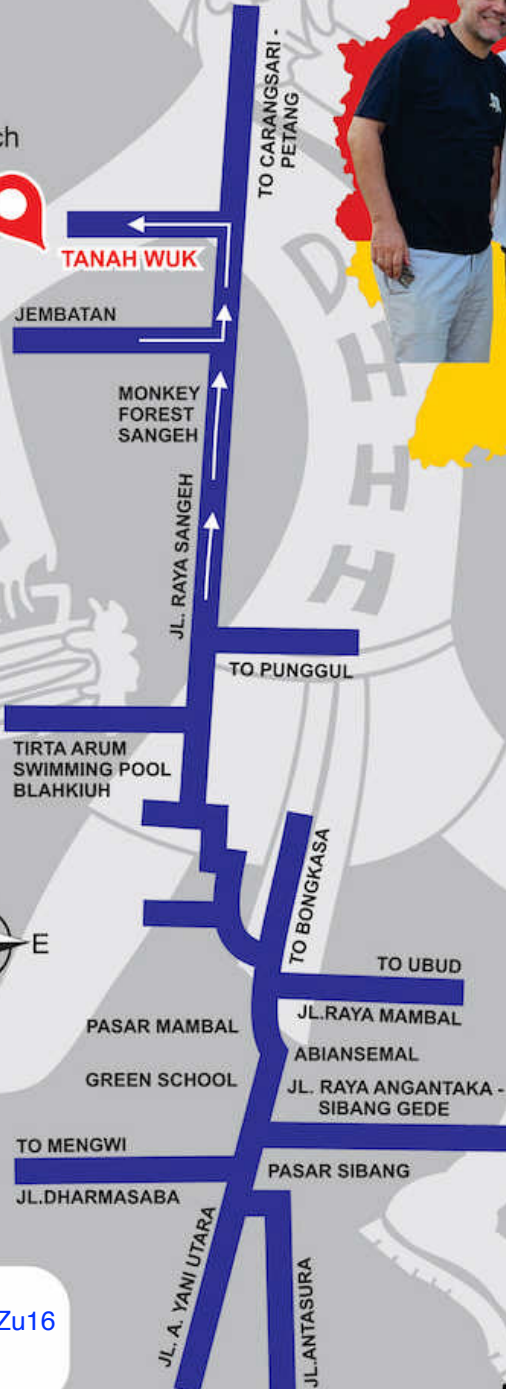 TO CARANGSARI -
PETANG
ch
TANAH WUK
JEMBATAN
D
H
H
H
MONKEY
FOREST
SANGEH
JL. RAYA SANGEH
TO PUNGGUL
TIRTA ARUM
SWIMMING POOL
BLAHKIUH
TO BONGKASA
E
TO UBUD
JL.RAYA MAMBAL
PASAR MAMBAL
ABIANSEMAL
GREEN SCHOOL
JL. RAYA ANGANTAKA -
SIBANG GEDE
TO MENGWI
PASAR SIBANG
JL.DHARMASABA
JL. A. YANI UTARA
JL.ANTASURA
Zu16